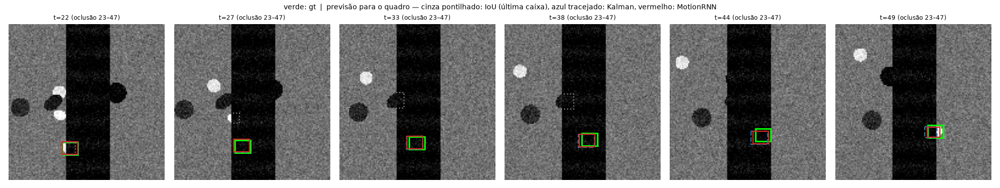 verde: gt  |  previsão para o quadro — cinza pontilhado: IoU (última caixa), azul tracejado: Kalman, vermelho: MotionRNN
t=22 (oclusão 23–47)
t=27 (oclusão 23–47)
t=33 (oclusão 23–47)
t=38 (oclusão 23–47)
t=44 (oclusão 23–47)
t=49 (oclusão 23–47)